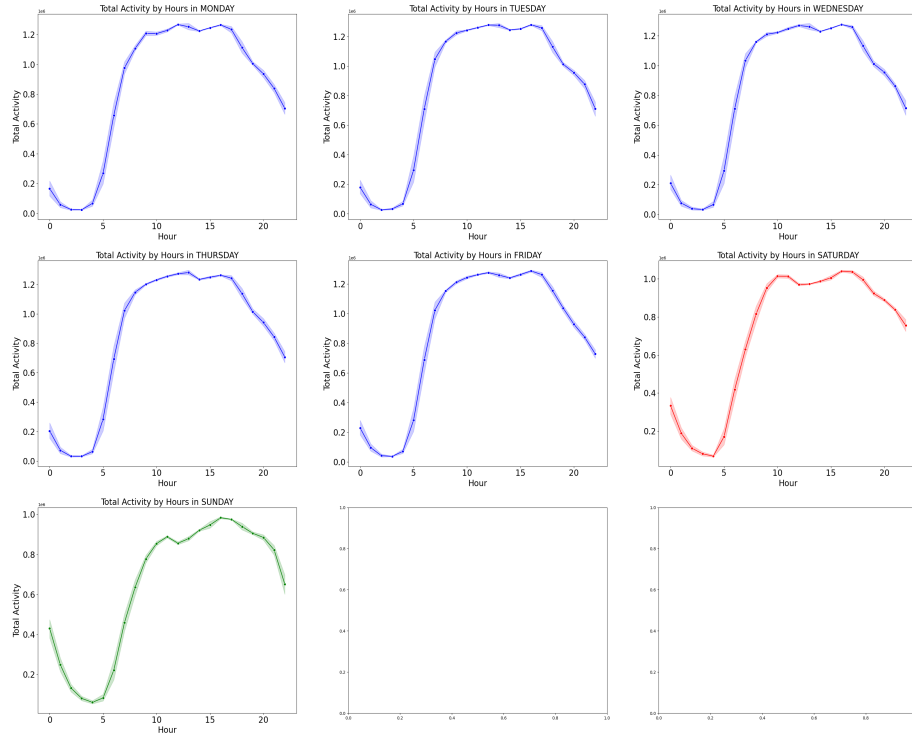 Total Activity by Hours in MONDAY
1e6
1.2
1.0
0.8
0.6
0.4
0.2
0.0
Total Activity
0 5 10 15 20
Hour
Total Activity by Hours in TUESDAY
1e6
1.2
1.0
0.8
0.6
0.4
0.2
0.0
Total Activity
0 5 10 15 20
Hour
Total Activity by Hours in WEDNESDAY
1e6
1.2
1.0
0.8
0.6
0.4
0.2
0.0
Total Activity
0 5 10 15 20
Hour
Total Activity by Hours in THURSDAY
1e6
1.2
1.0
0.8
0.6
0.4
0.2
0.0
Total Activity
0 5 10 15 20
Hour
Total Activity by Hours in FRIDAY
1e6
1.2
1.0
0.8
0.6
0.4
0.2
0.0
Total Activity
0 5 10 15 20
Hour
Total Activity by Hours in SATURDAY
1e6
1.0
0.8
0.6
0.4
0.2
Total Activity
0 5 10 15 20
Hour
Total Activity by Hours in SUNDAY
1e6
1.0
0.8
0.6
0.4
0.2
Total Activity
0 5 10 15 20
Hour
1.0
0.8
0.6
0.4
0.2
0.0
0.0 0.2 0.4 0.6 0.8 1.0
1.0
0.8
0.6
0.4
0.2
0.0
0.0 0.2 0.4 0.6 0.8